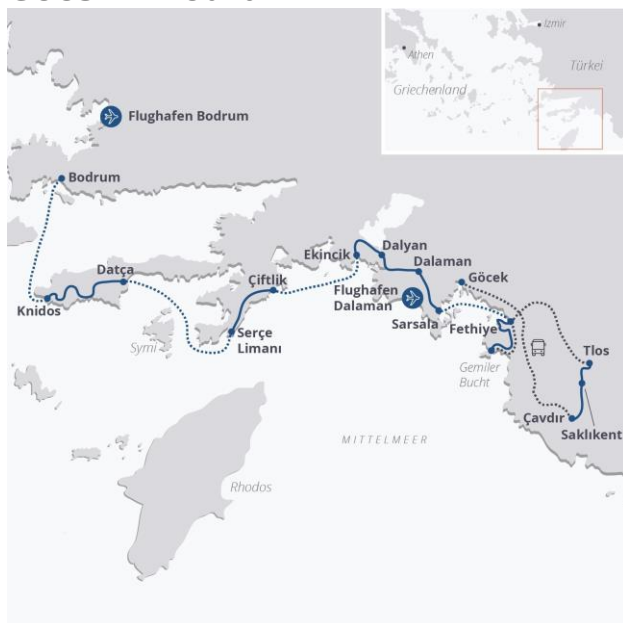 Izmir
Athen
Türkei
Griechenland
Flughafen Bodrum
Bodrum
Datça
Knidos
Symi
Çiftlik
Serçe
Limanı
Ekincik
Dalyan
Dalaman
Göcek
Flughafen
Dalaman
Sarsala
Fethiye
Gemiler
Bucht
Tlos
Çavdır
Saklıkent
MITTELMEER
Rhodos